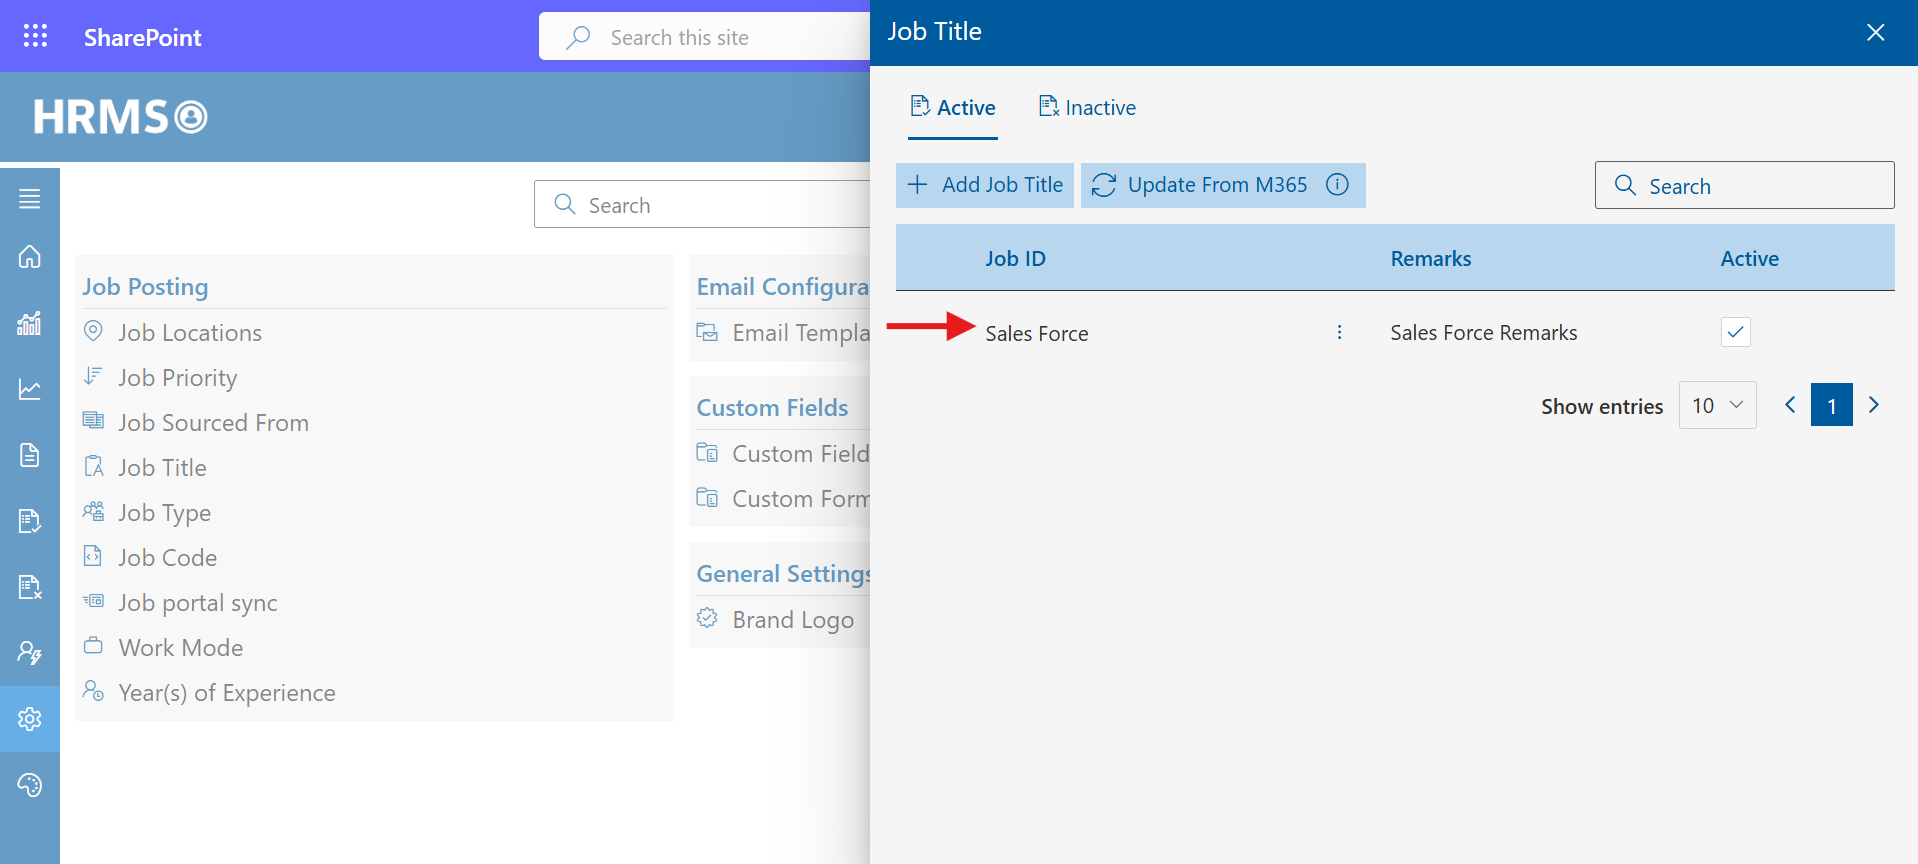 SharePoint
Search this site
HRMS
Search
Job Posting
Job Locations
Job Priority
Job Sourced From
Job Title
Job Type
Job Code
Job portal sync
Work Mode
Year(s) of Experience
Email Configura
Email Templa
Custom Fields
Custom Field
Custom Form
General Settings
Brand Logo
Job Title
Active Inactive
Add Job Title Update From M365 Search
Job ID Remarks Active
Sales Force Sales Force Remarks
Show entries 10 1